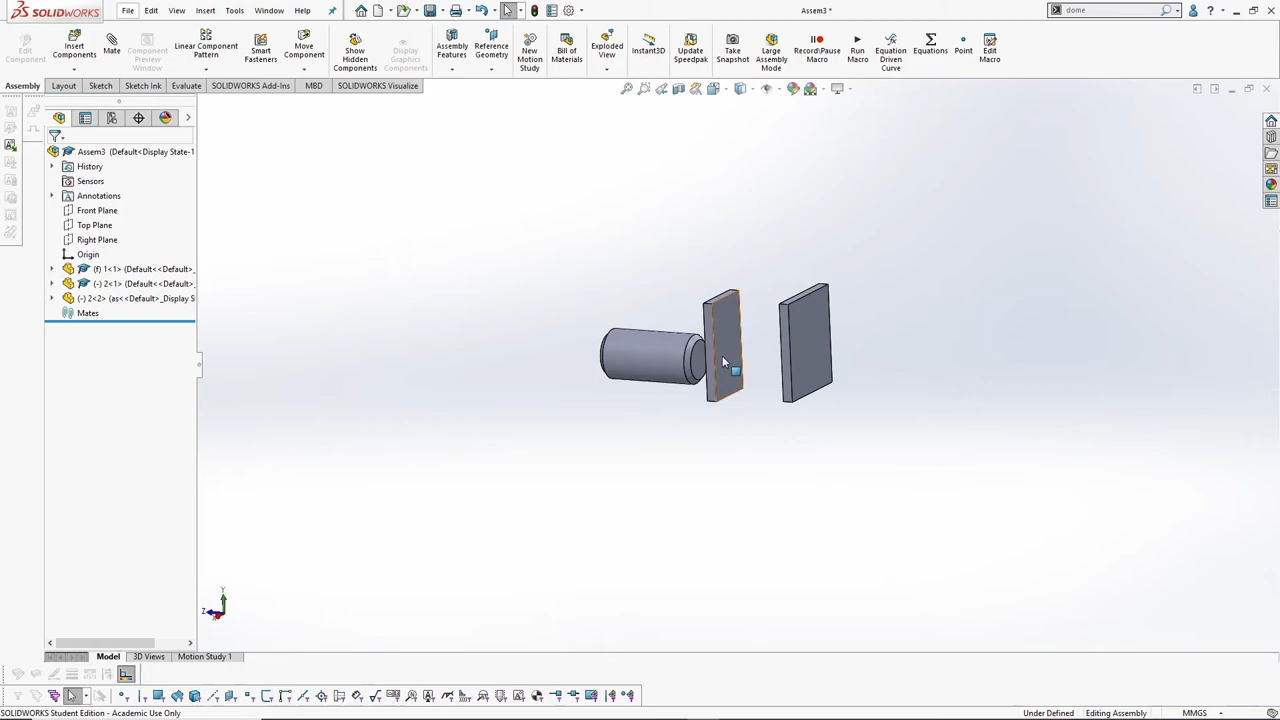 SOLIDWORKS File Edit View Insert Tools Window Help Assem3 * dome
Edit Component
Insert Components
Mate
Component Preview Window
Linear Component Pattern
Smart Fasteners
Move Component
Show Hidden Components
Display Graphics Components
Assembly Features
Reference Geometry
New Motion Study
Bill of Materials
Exploded View
Instant3D
Update Speedpak
Take Snapshot
Large Assembly Mode
Record\Pause Macro
Run Macro
Equation Driven Curve
Equations
Point
Edit Macro
Assembly Layout Sketch Sketch Ink Evaluate SOLIDWORKS Add-Ins MBD SOLIDWORKS Visualize
Assem3 (Default<Display State-1
History
Sensors
Annotations
Front Plane
Top Plane
Right Plane
Origin
(f) 1<1> (Default<<Default>_
(-) 2<1> (Default<<Default>_
(-) 2<2> (as<<Default>_Display St
Mates
Y
Z
Model 3D Views Motion Study 1
SOLIDWORKS Student Edition - Academic Use Only Under Defined Editing Assembly MMGS